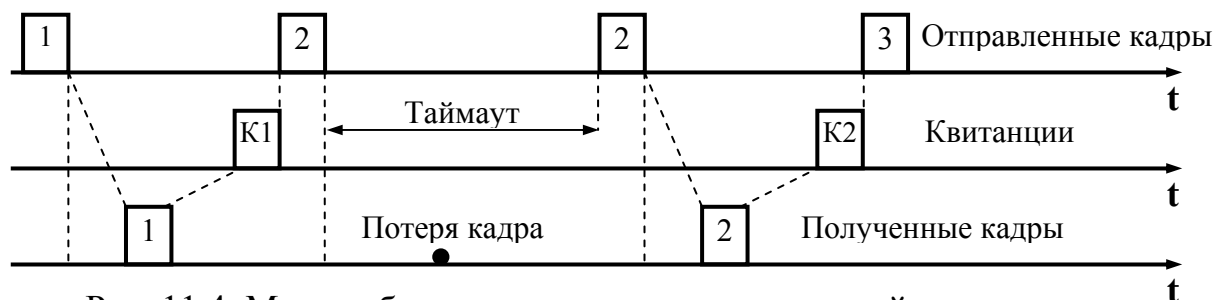 1 2 2 3 Отправленные кадры
t
Таймаут
К1 К2 Квитанции
t
1 Потеря кадра 2 Полученные кадры
t